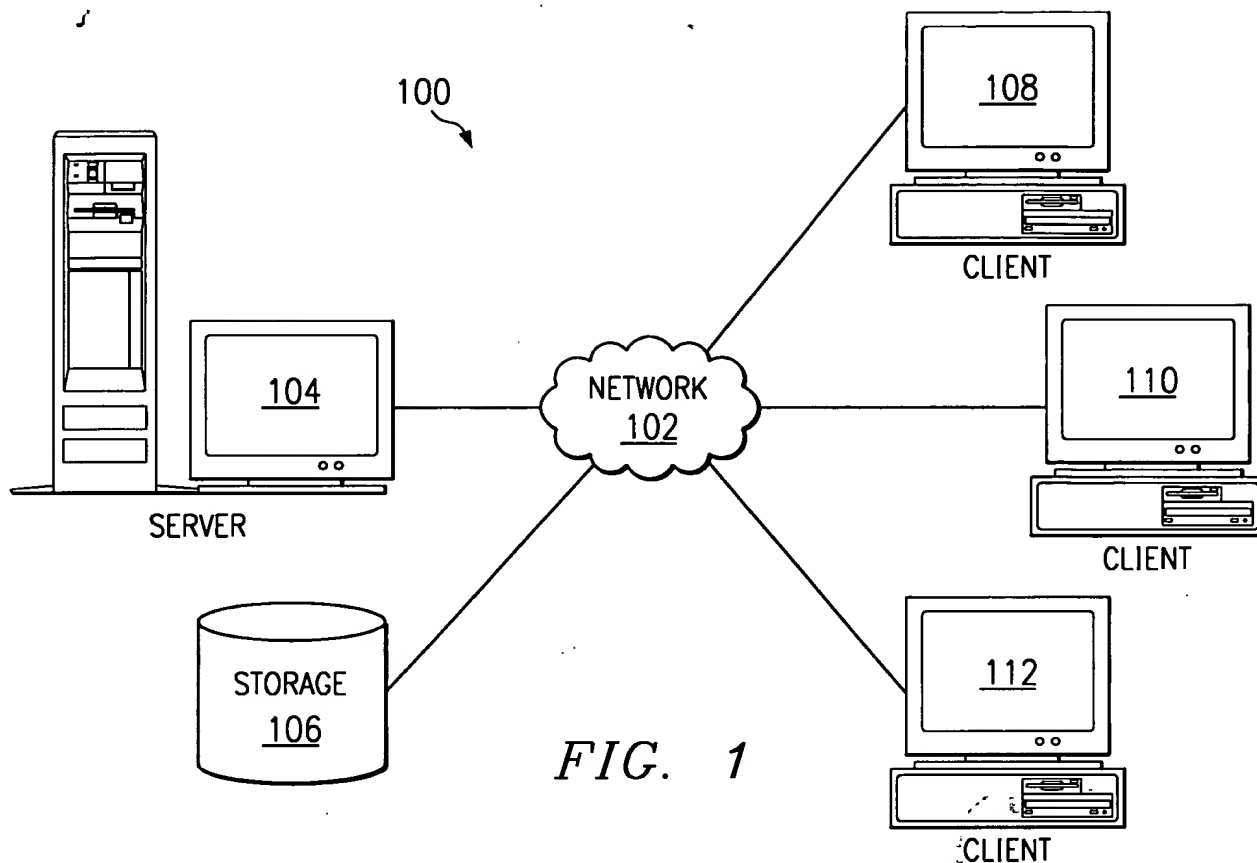 100
108
CLIENT
104
SERVER
NETWORK
102
110
CLIENT
STORAGE
106
112
CLIENT
FIG. 1